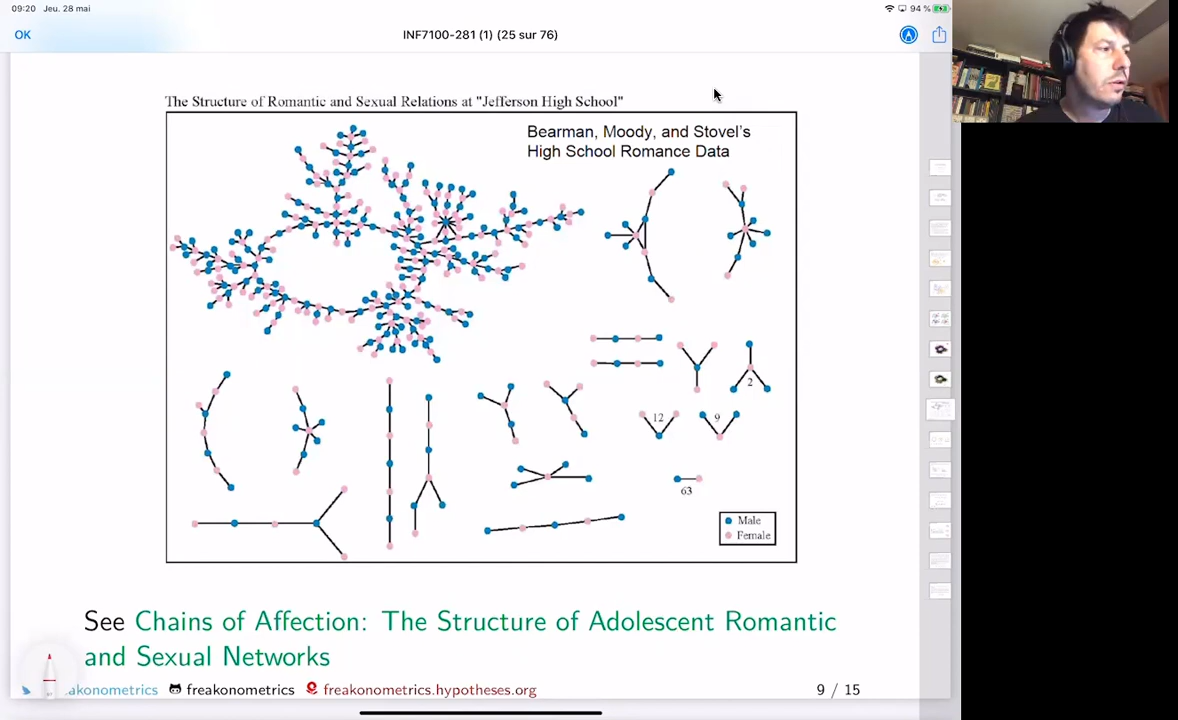 09:20 Jeu. 28 mai
94 %
OK
INF7100-281 (1) (25 sur 76)
The Structure of Romantic and Sexual Relations at "Jefferson High School"
Bearman, Moody, and Stovel's
High School Romance Data
2
12
9
63
Male
Female
See Chains of Affection: The Structure of Adolescent Romantic
and Sexual Networks
akonometrics freakonometrics freakonometrics.hypotheses.org
9 / 15